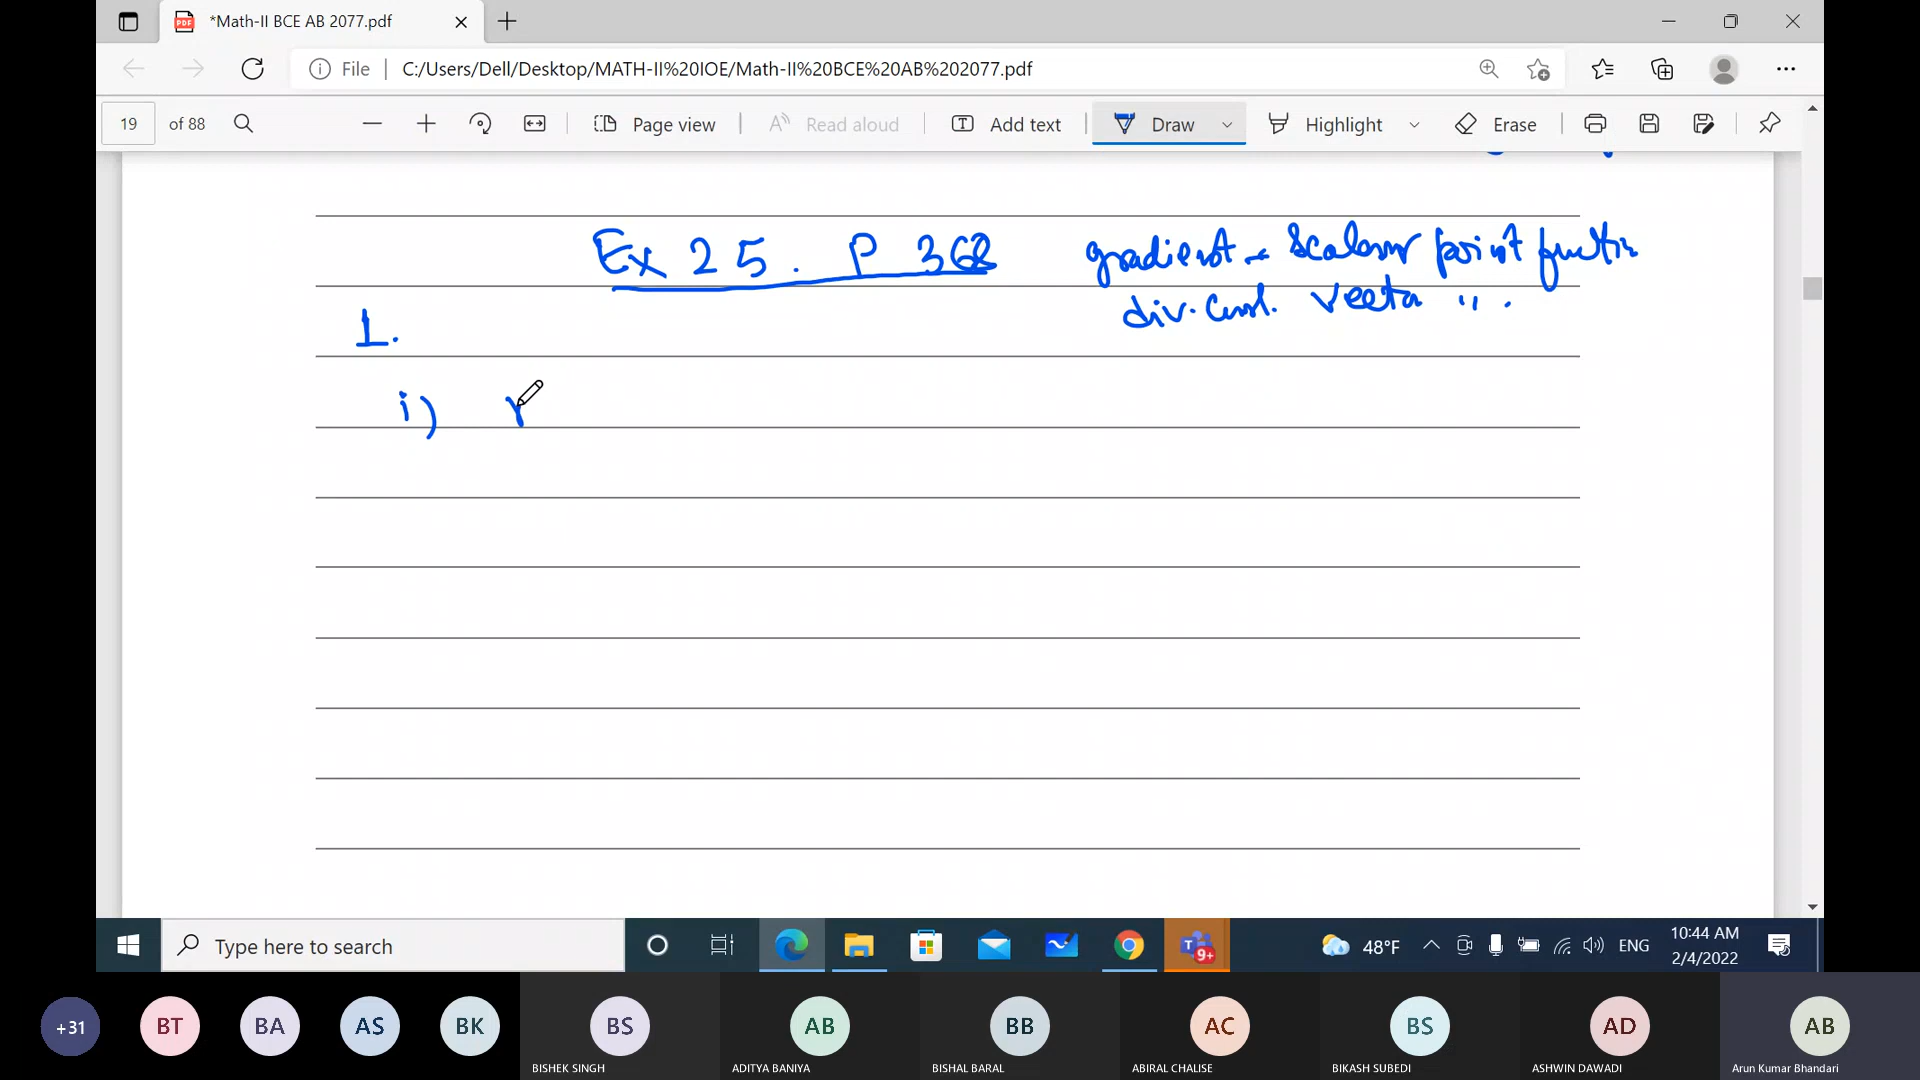 *Math-II BCE AB 2077.pdf
File
C:/Users/Dell/Desktop/MATH-II%20IOE/Math-II%20BCE%20AB%202077.pdf
19 of 88
Page view
Read aloud
Add text
Draw
Highlight
Erase
Ex 25. P 368
gradient → Scalar point
div. Curl. Vector " .
1.
i) r
Type here to search
9+
48°F
ENG
10:44 AM
2/4/2022
+31
BT
BA
AS
BK
BS
AB
BB
AC
BS
AD
AB
BISHEK SINGH
ADITYA BANIYA
BISHAL BARAL
ABIRAL CHALISE
BIKASH SUBEDI
ASHWIN DAWADI
Arun Kumar Bhandari